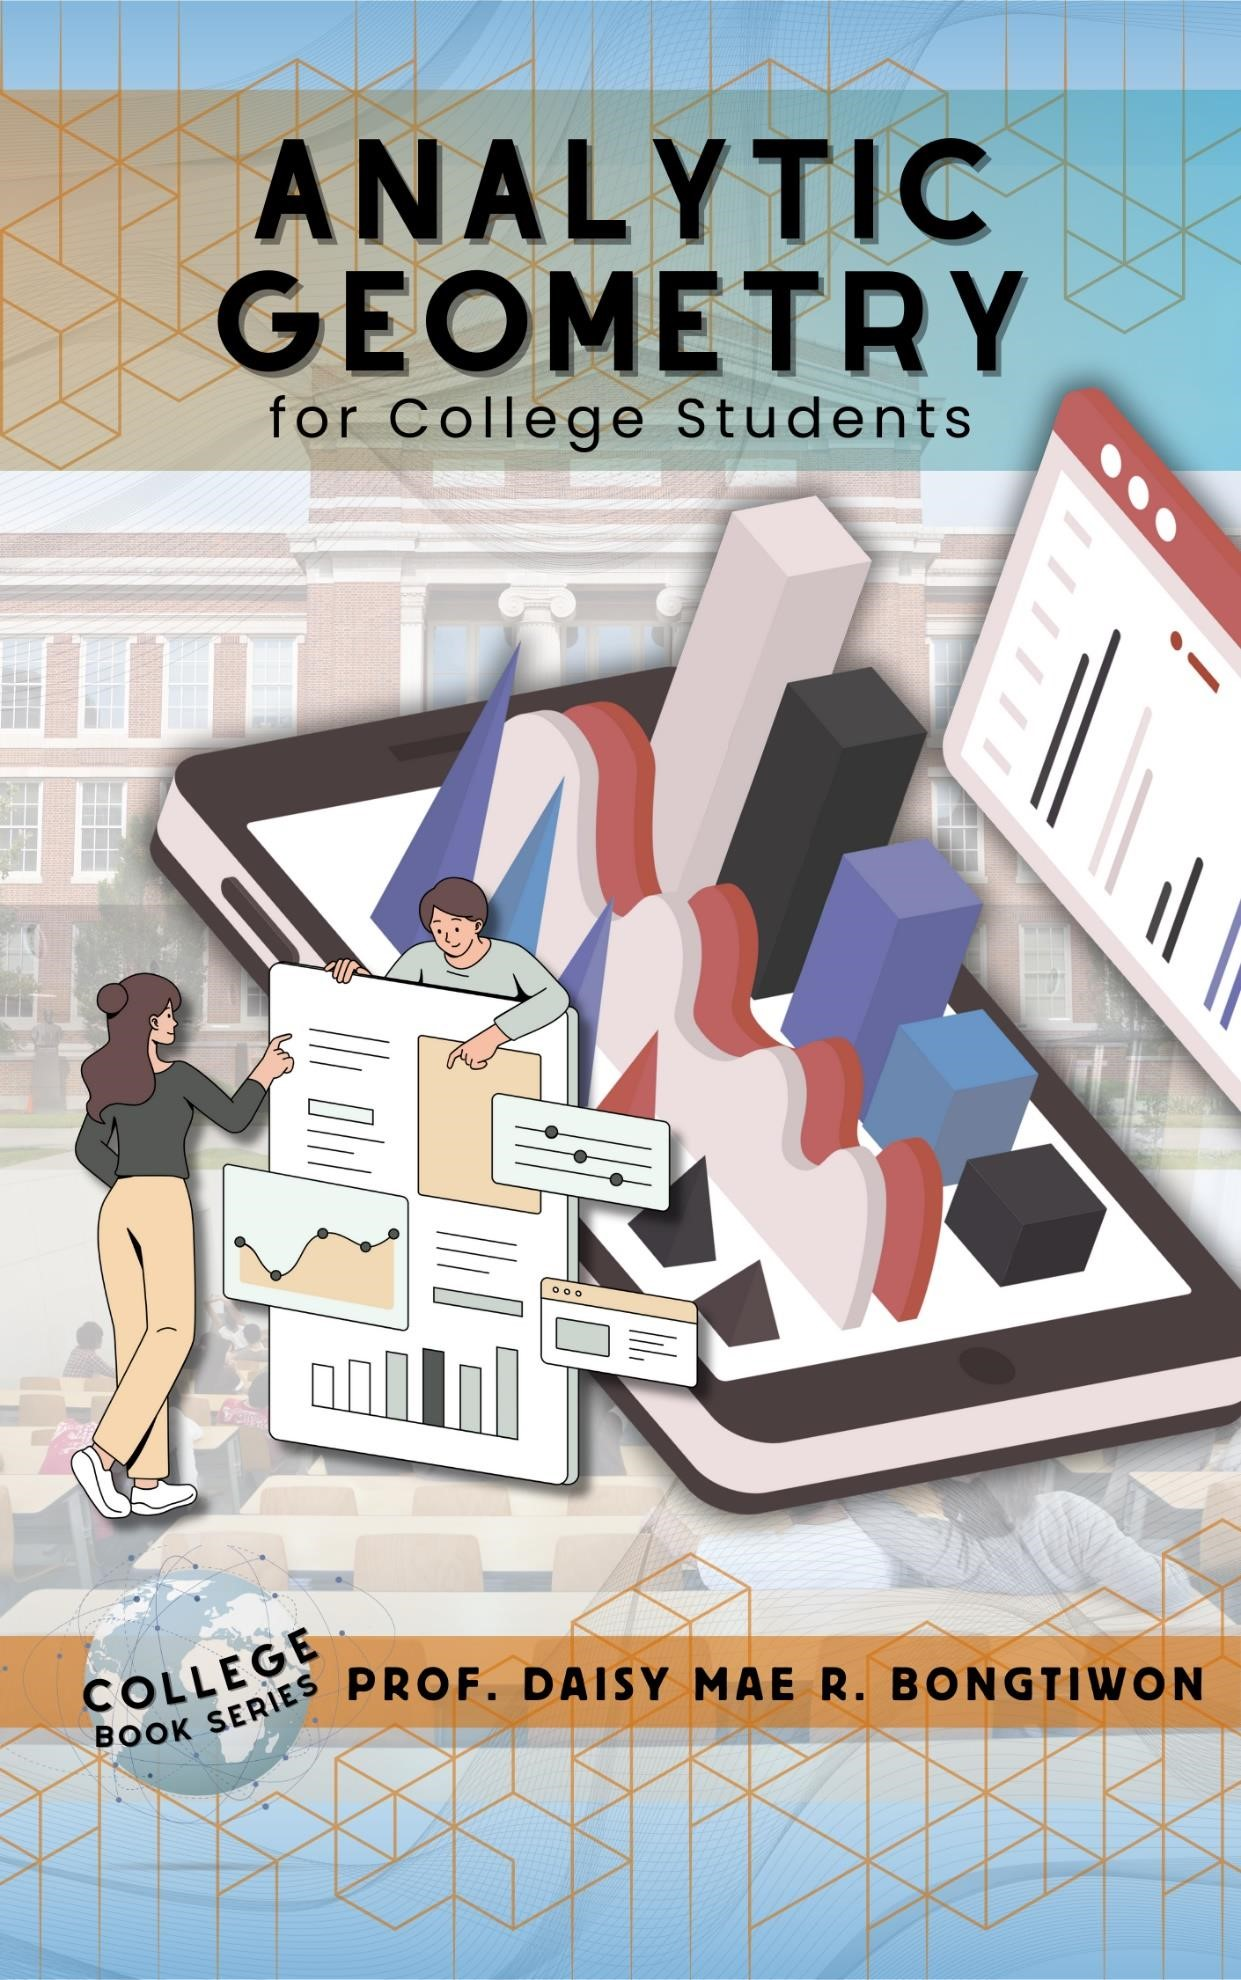 ANALYTIC
GEOMETRY
for College Students
COLLEGE
BOOK SERIES
PROF. DAISY MAE R. BONGTIWON